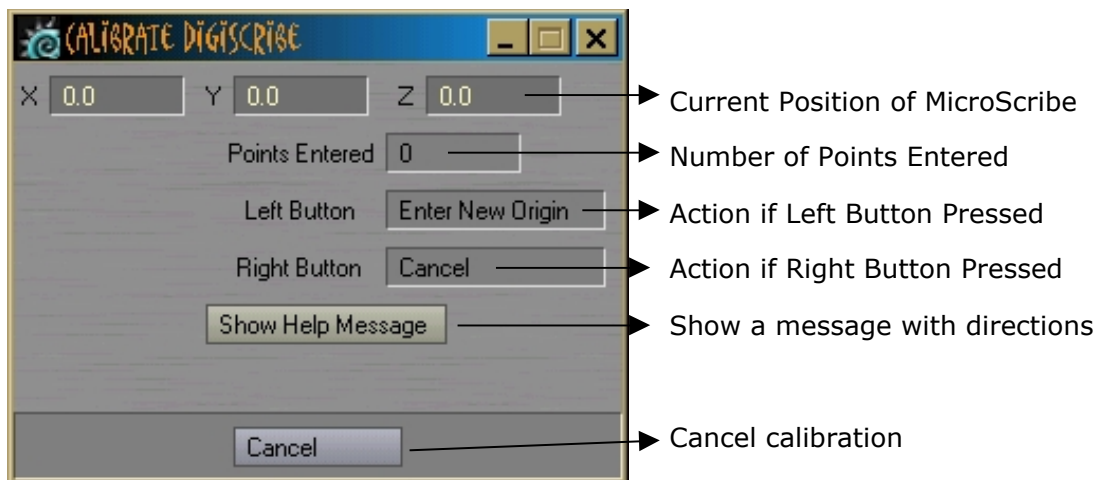 CALIBRATE DIGISCRIBE
X 0.0 Y 0.0 Z 0.0 Current Position of MicroScribe
Points Entered 0 Number of Points Entered
Left Button Enter New Origin Action if Left Button Pressed
Right Button Cancel Action if Right Button Pressed
Show Help Message Show a message with directions
Cancel Cancel calibration